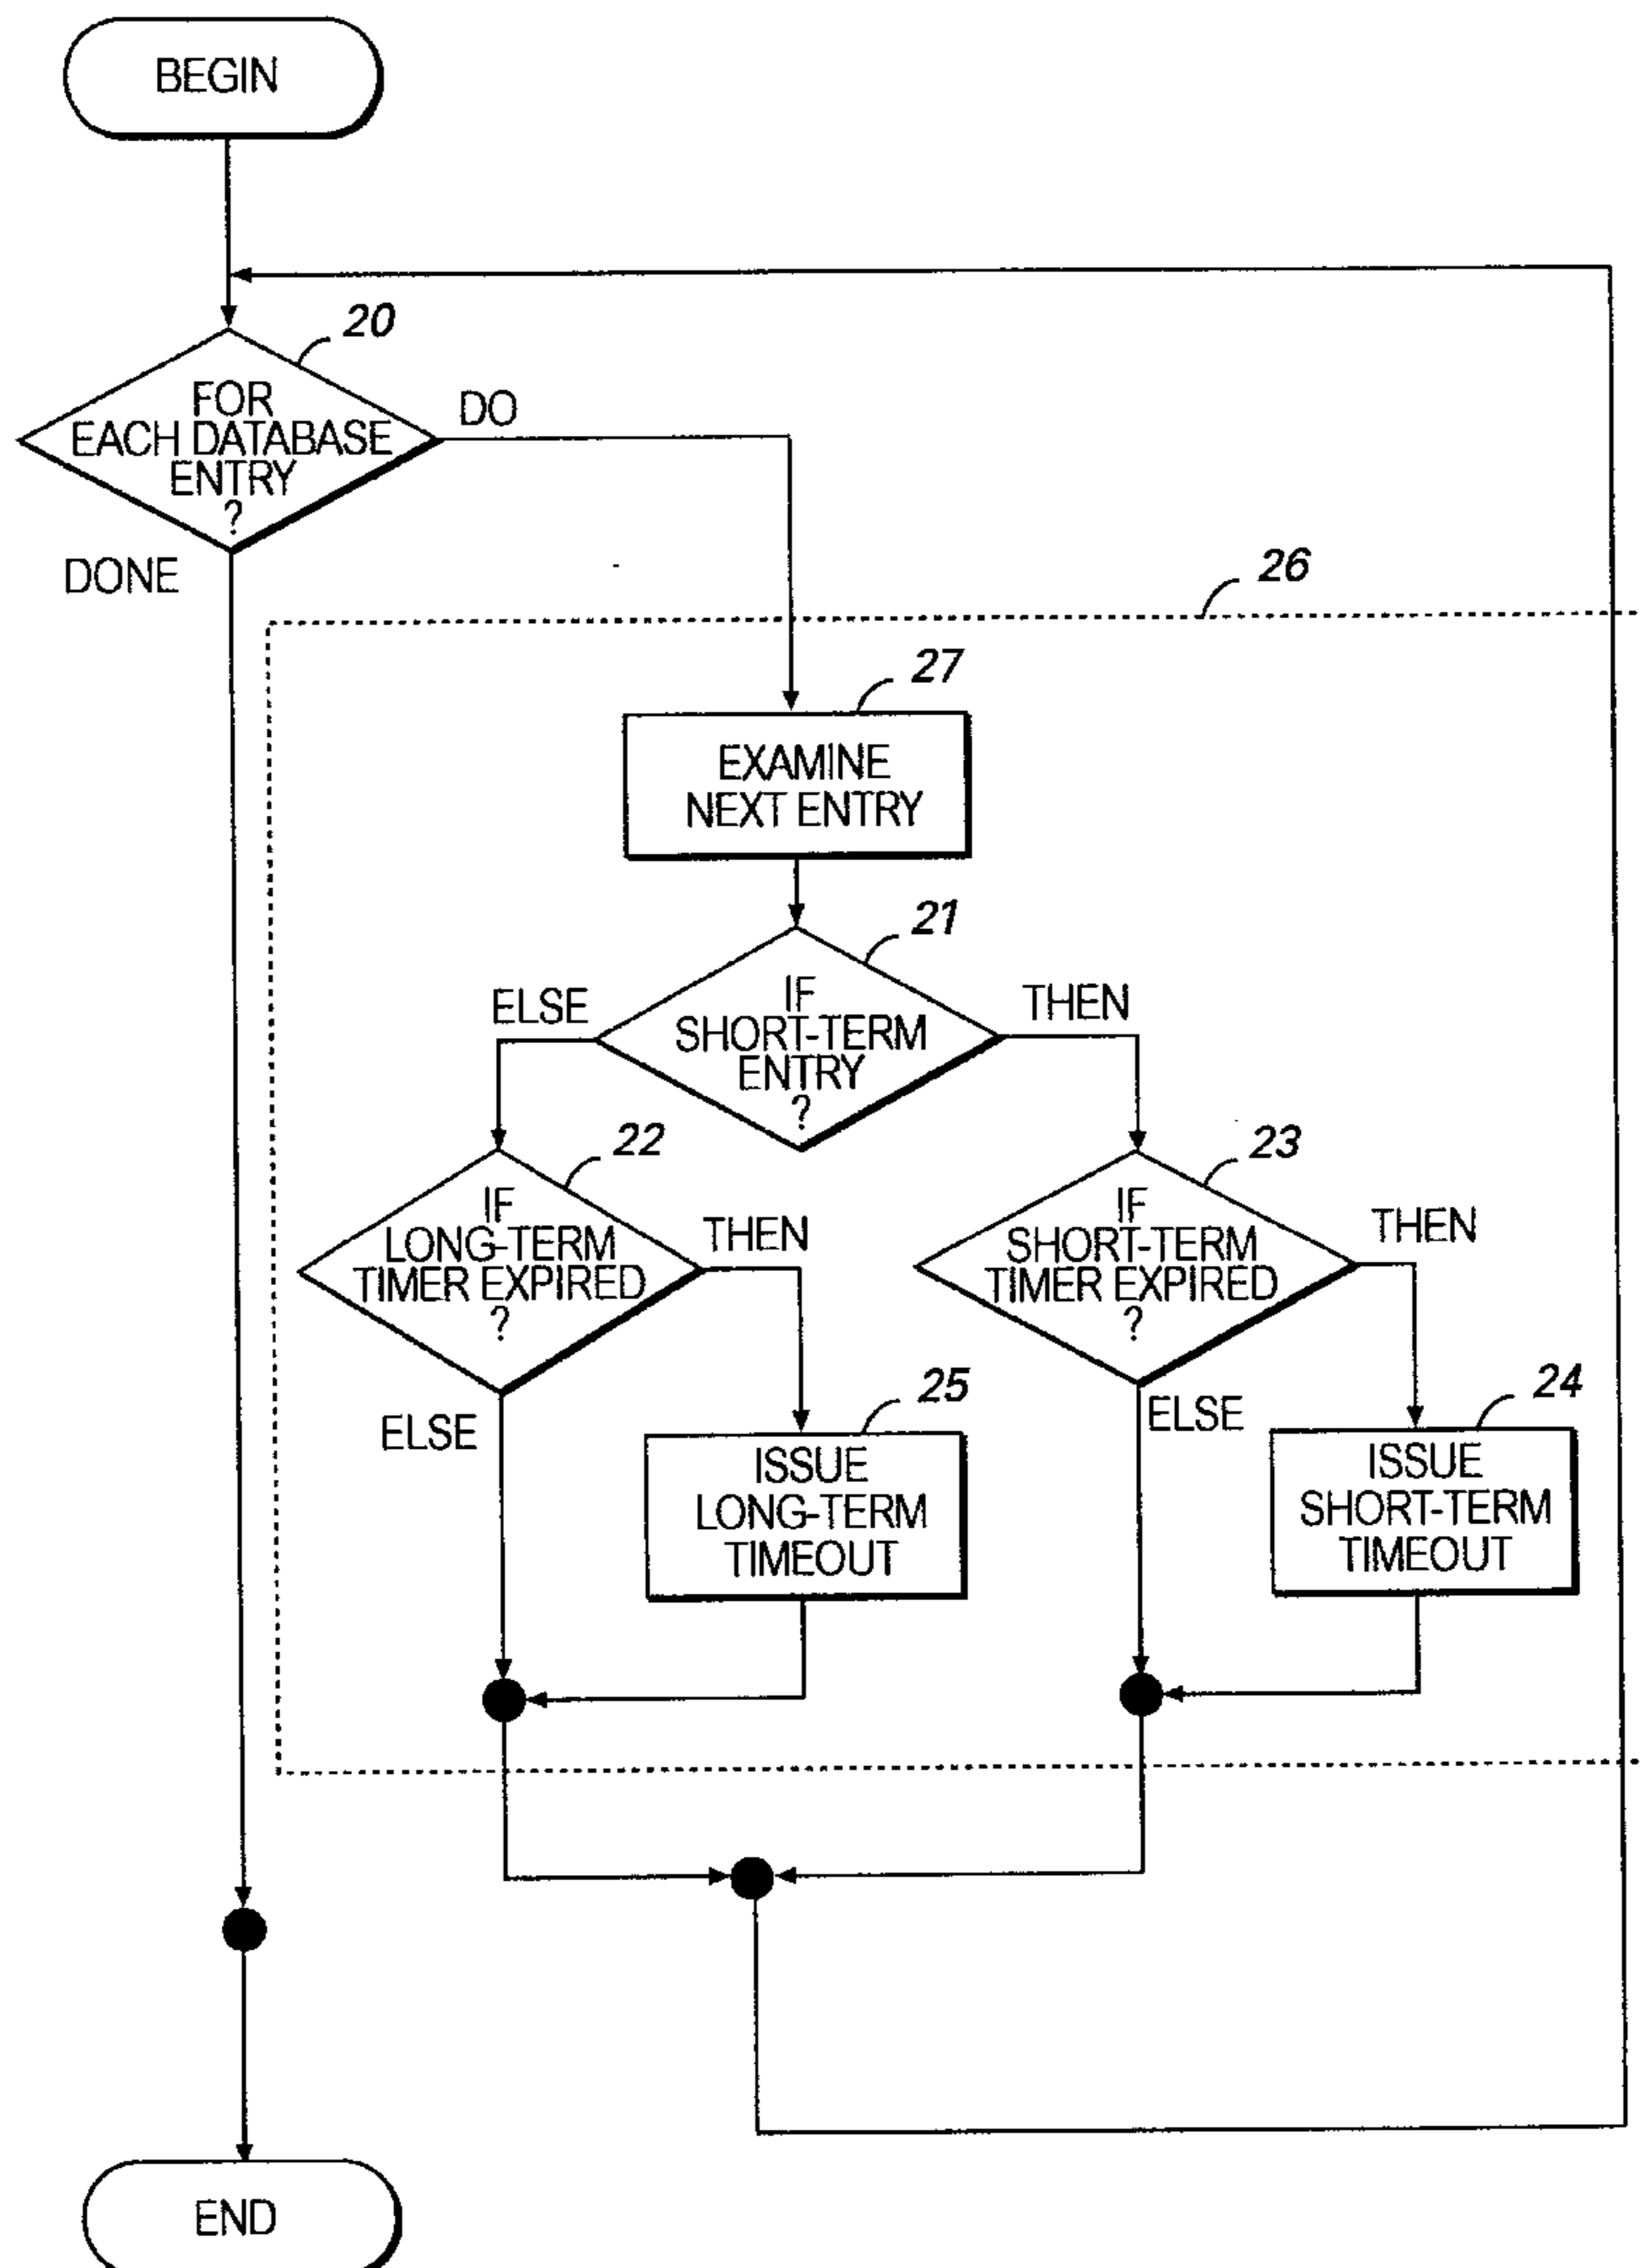 BEGIN
20
FOR
EACH DATABASE
ENTRY
?
DO
DONE
26
27
EXAMINE
NEXT ENTRY
21
IF
SHORT-TERM
ENTRY
?
ELSE
THEN
22
IF
LONG-TERM
TIMER EXPIRED
?
THEN
ELSE
23
IF
SHORT-TERM
TIMER EXPIRED
?
THEN
ELSE
25
ISSUE
LONG-TERM
TIMEOUT
24
ISSUE
SHORT-TERM
TIMEOUT
END